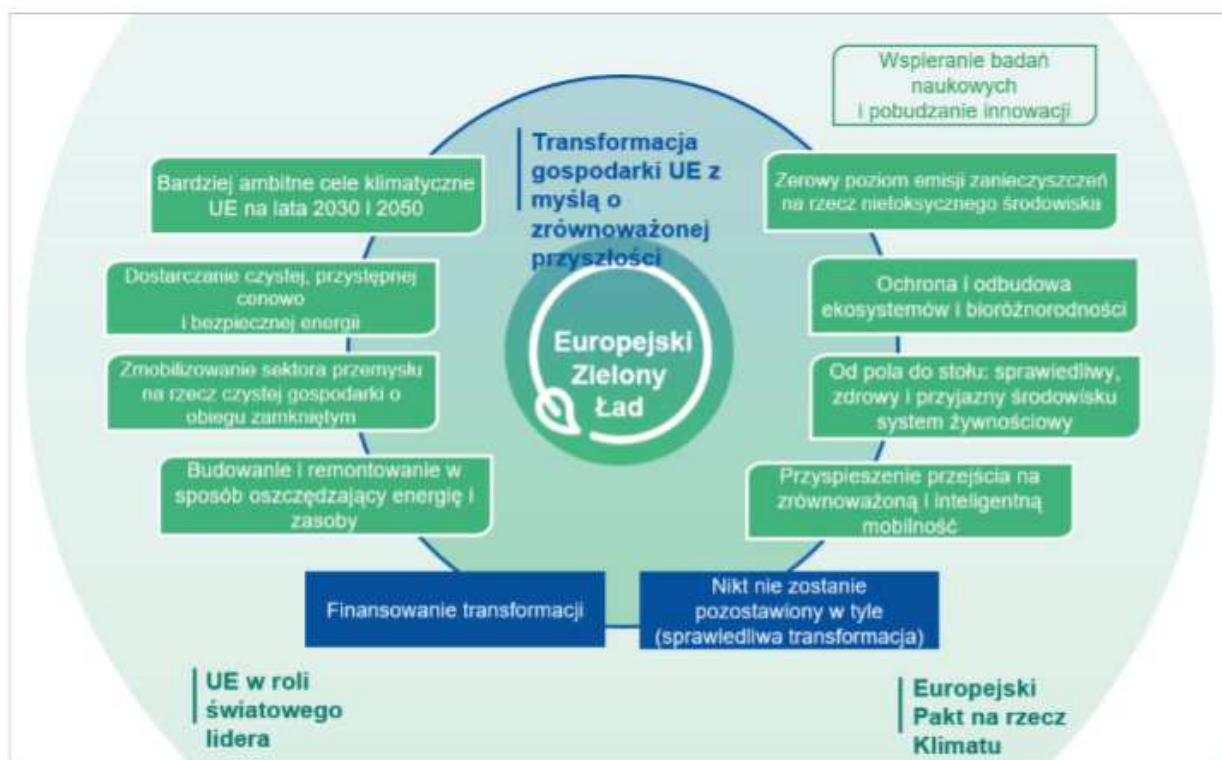 Wspieranie badań
naukowych
i pobudzanie innowacji
Transformacja
gospodarki UE z
myślą o
zrównoważonej
przyszłości
Bardziej ambitne cele klimatyczne
UE na lata 2030 i 2050
Zerowy poziom emisji zanieczyszczeń
na rzecz nietoksycznego środowiska
Dostarczanie czystej, przystępnej
cenowo
i bezpiecznej energii
Ochrona i odbudowa
ekosystemów i bioróżnorodności
Europejski
Zielony
Ład
Zmobilizowanie sektora przemysłu
na rzecz czystej gospodarki o
obiegu zamkniętym
Od pola do stołu: sprawiedliwy,
zdrowy i przyjazny środowisku
system żywnościowy
Budowanie i remontowanie w
sposób oszczędzający energię i
zasoby
Przyspieszenie przejścia na
zrównoważoną i inteligentną
mobilność
Finansowanie transformacji
Nikt nie zostanie
pozostawiony w tyle
(sprawiedliwa transformacja)
UE w roli
światowego
lidera
Europejski
Pakt na rzecz
Klimatu